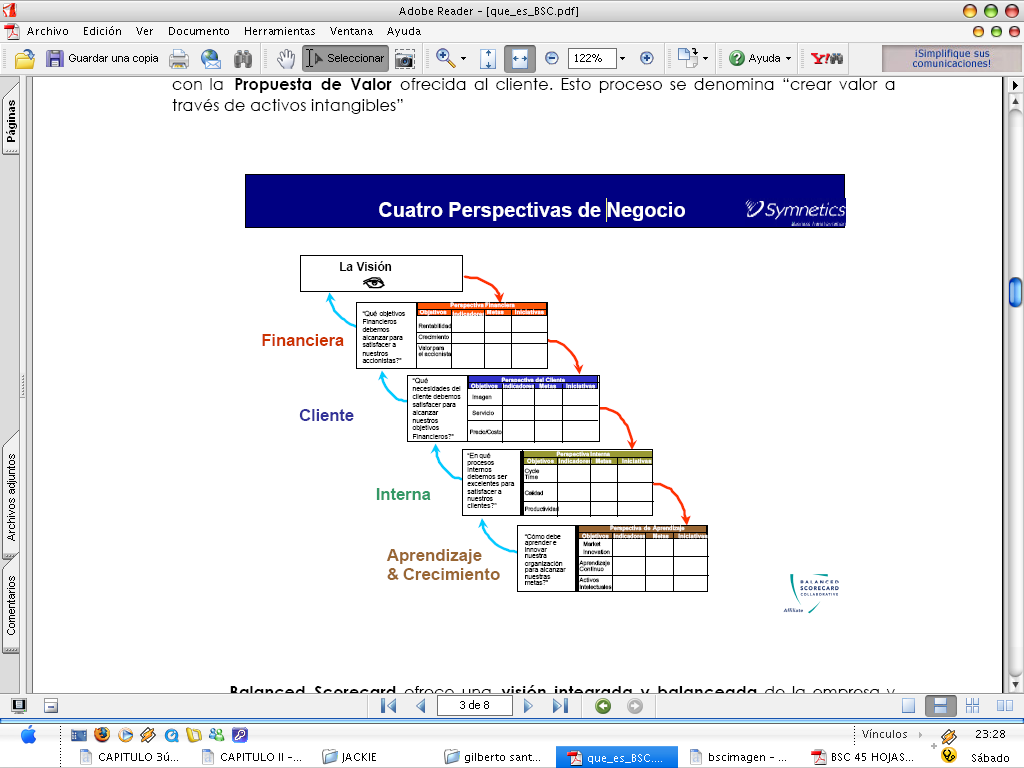 Adobe Reader - [que_es_BSC.pdf]
Archivo Edición Ver Documento Herramientas Ventana Ayuda
Guardar una copia Seleccionar 122% Ayuda Y! ¡Simplifique sus
comunicaciones!
Páginas
Archivos adjuntos
Comentarios
con la Propuesta de Valor ofrecida al cliente. Esto proceso se denomina “crear valor a
través de activos intangibles”
Cuatro Perspectivas de Negocio
Symnetics
La Visión
Financiera
"Qué objetivos
Financieros
debemos
alcanzar para
satisfacer a
nuestros
accionistas?"
Perspectiva Financiera
Objetivos Indicadores Metas Iniciativas
Rentabilidad
Crecimiento
Valor para
el accionista
Cliente
"Qué
necesidades del
cliente debemos
satisfacer para
alcanzar
nuestros
objetivos
Financieros?"
Perspectiva del Cliente
Objetivos Indicadores Metas Iniciativas
Imagen
Servicio
Precio/Costo
Interna
"En qué
procesos
internos
debemos ser
excelentes para
satisfacer a
nuestros
clientes?"
Perspectiva Interna
Objetivos Indicadores Metas Iniciativas
Cycle
Time
Calidad
Productividad
Aprendizaje
& Crecimiento
"Cómo debe
aprender e
innovar
nuestra
organización
para alcanzar
nuestras
metas?"
Perspectiva de Aprendizaje
Objetivos Indicadores Metas Iniciativas
Market
Innovation
Aprendizaje
Continuo
Activos
Intelectuales
BALANCED
SCORECARD
COLLABORATIVE
Affiliate
Balanced Scorecard ofrece una visión integrada y balanceada de la empresa y
3 de 8
Vínculos 23:28
CAPITULO 3ú... CAPITULO II -... JACKIE gilberto sant... que_es_BSC.... bscimagen - ... BSC 45 HOJAS... Sábado